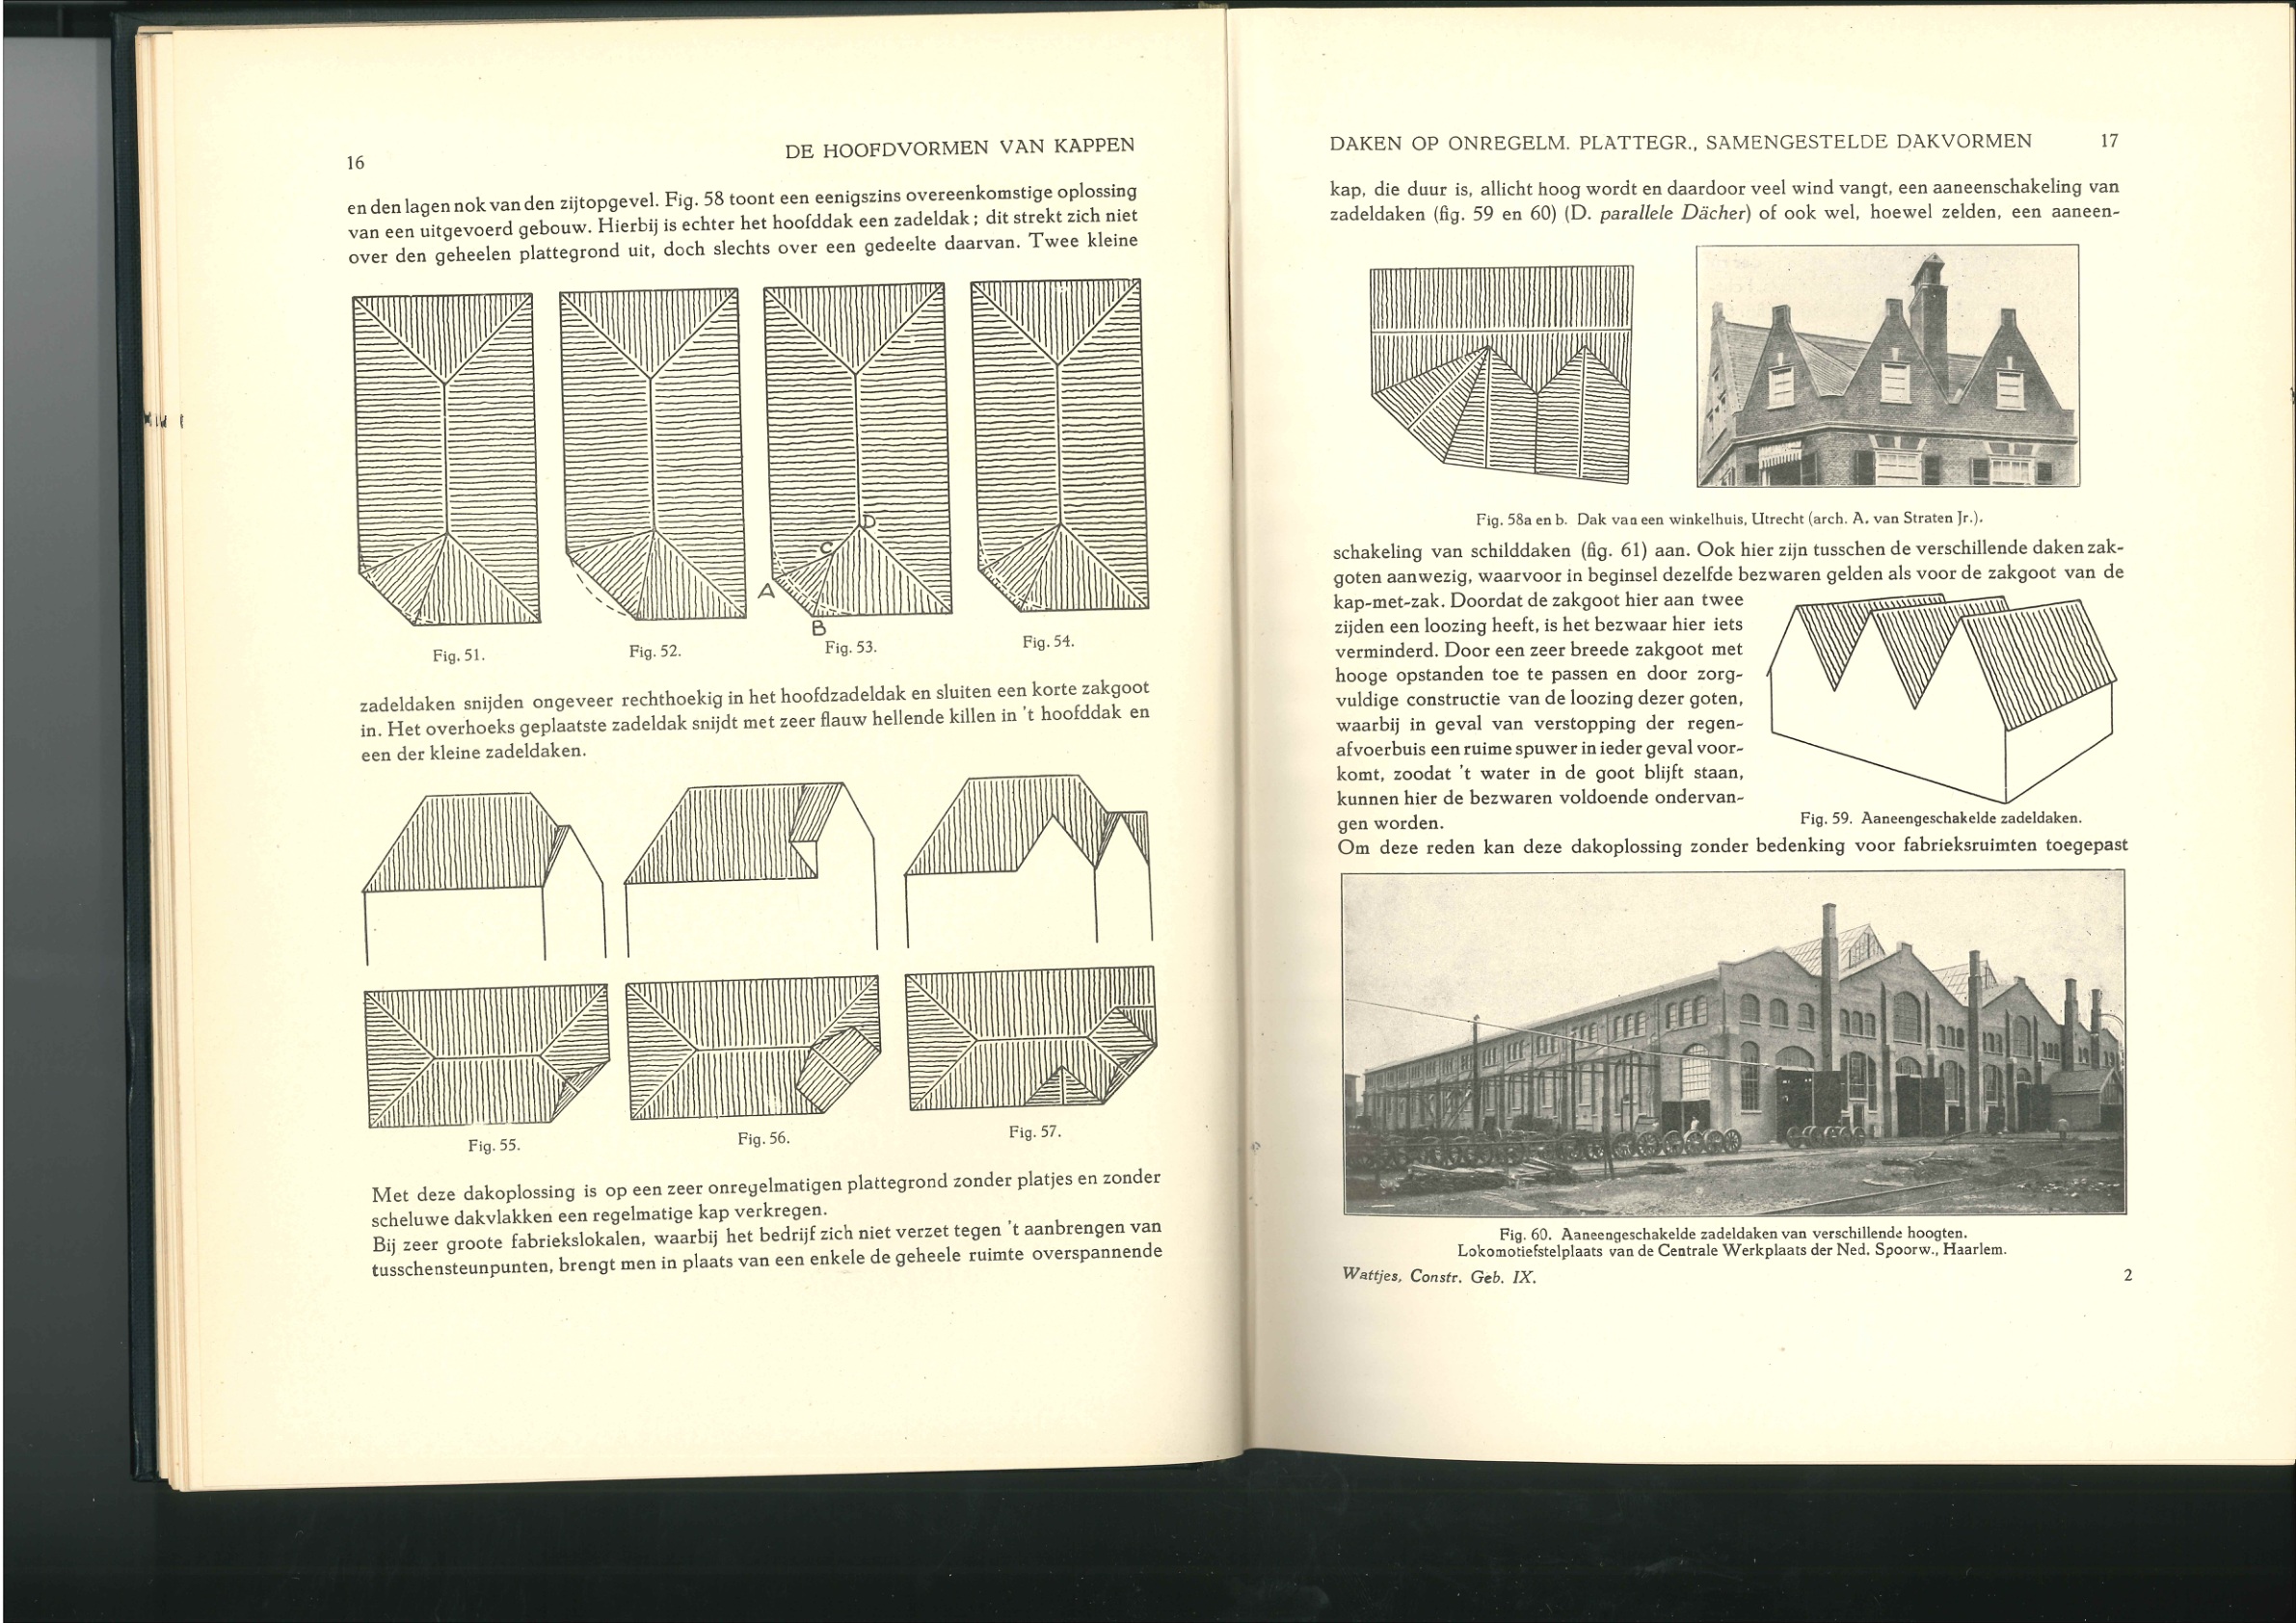 16
DE HOOFDVORMEN VAN KAPPEN
en den lagen nok van den zijtopgevel. Fig. 58 toont een eenigszins overeenkomstige oplossing
van een uitgevoerd gebouw. Hierbij is echter het hoofddak een zadeldak; dit strekt zich niet
over den geheelen plattegrond uit, doch slechts over een gedeelte daarvan. Twee kleine
D
C
A
B
Fig. 51.
Fig. 52.
Fig. 53.
Fig. 54.
zadeldaken snijden ongeveer rechthoekig in het hoofdzadeldak en sluiten een korte zakgoot
in. Het overhoeks geplaatste zadeldak snijdt met zeer flauw hellende killen in 't hoofddak en
een der kleine zadeldaken.
Fig. 55.
Fig. 56.
Fig. 57.
Met deze dakoplossing is op een zeer onregelmatigen plattegrond zonder platjes en zonder
scheluwe dakvlakken een regelmatige kap verkregen.
Bij zeer groote fabriekslokalen, waarbij het bedrijf zich niet verzet tegen 't aanbrengen van
tusschensteunpunten, brengt men in plaats van een enkele de geheele ruimte overspannende
DAKEN OP ONREGELM. PLATTEGR., SAMENGESTELDE DAKVORMEN
17
kap, die duur is, allicht hoog wordt en daardoor veel wind vangt, een aaneenschakeling van
zadeldaken (fig. 59 en 60) (D. parallele Dächer) of ook wel, hoewel zelden, een aaneen-
Fig. 58a en b. Dak van een winkelhuis, Utrecht (arch. A. van Straten Jr.).
schakeling van schilddaken (fig. 61) aan. Ook hier zijn tusschen de verschillende daken zak-
goten aanwezig, waarvoor in beginsel dezelfde bezwaren gelden als voor de zakgoot van de
kap-met-zak. Doordat de zakgoot hier aan twee
zijden een loozing heeft, is het bezwaar hier iets
verminderd. Door een zeer breede zakgoot met
hooge opstanden toe te passen en door zorg-
vuldige constructie van de loozing dezer goten,
waarbij in geval van verstopping der regen-
afvoerbuis een ruime spuwer in ieder geval voor-
komt, zoodat 't water in de goot blijft staan,
kunnen hier de bezwaren voldoende ondervan-
gen worden.
Fig. 59. Aaneengeschakelde zadeldaken.
Om deze reden kan deze dakoplossing zonder bedenking voor fabrieksruimten toegepast
Fig. 60. Aaneengeschakelde zadeldaken van verschillende hoogten.
Lokomotiefstelplaats van de Centrale Werkplaats der Ned. Spoorw., Haarlem.
Wattjes, Constr. Geb. IX.
2